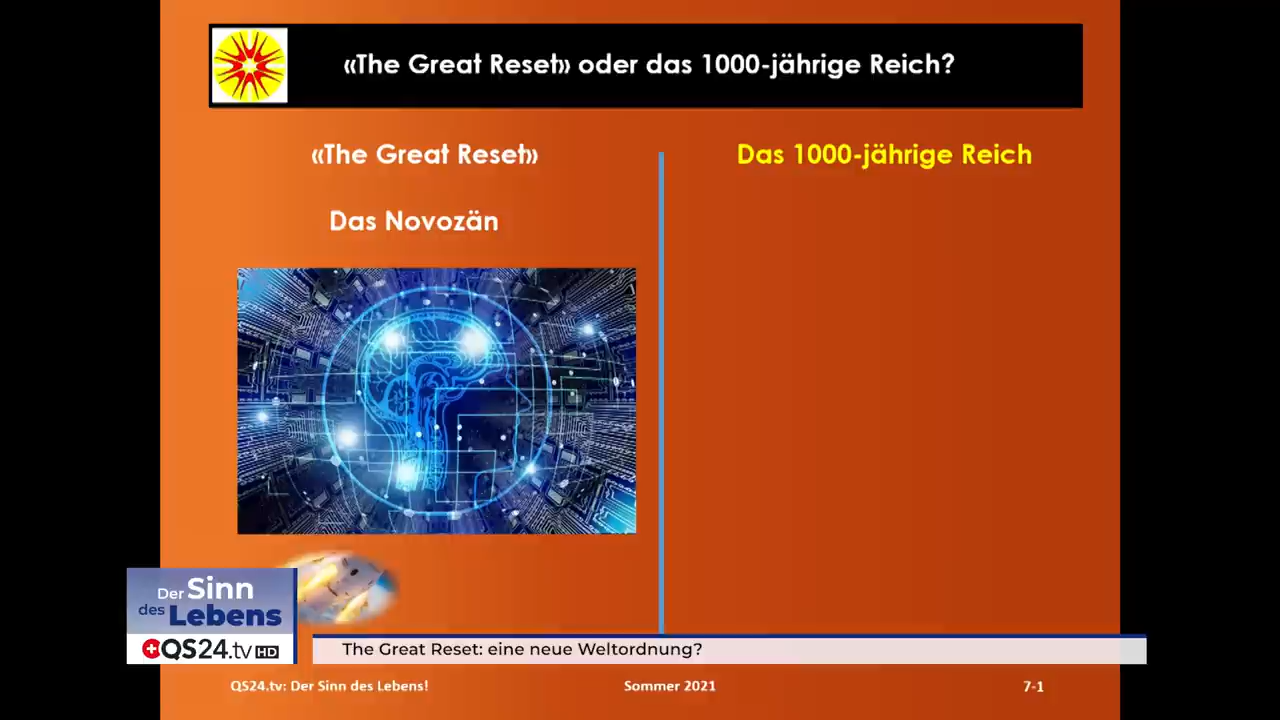 «The Great Reset» oder das 1000-jährige Reich?
«The Great Reset»
Das 1000-jährige Reich
Das Novozän
Der Sinn
des Lebens
QS24.tv HD
The Great Reset: eine neue Weltordnung?
QS24.tv: Der Sinn des Lebens!
Sommer 2021
7-1